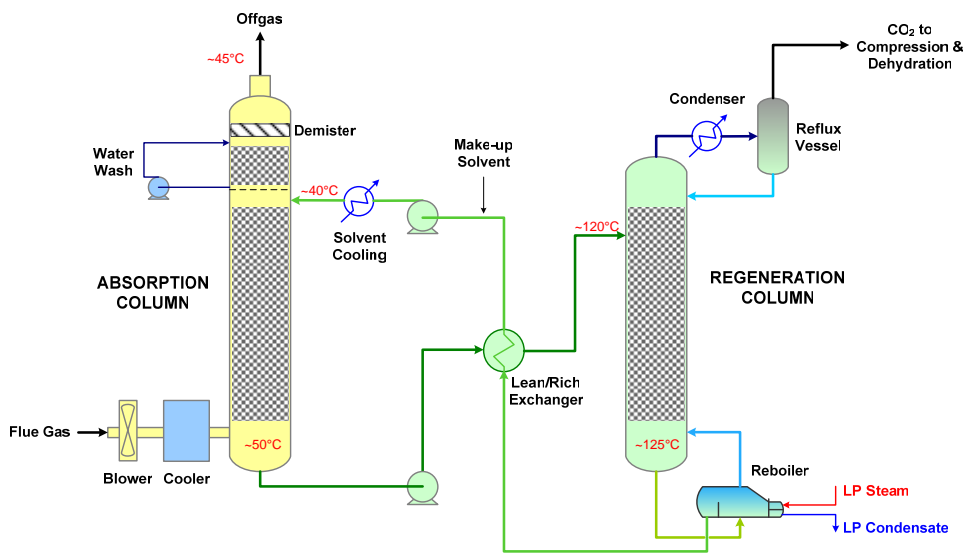 Offgas
~45°C
Demister
Water
Wash
~40°C
Solvent
Cooling
Make-up
Solvent
ABSORPTION
COLUMN
Flue Gas
Blower
Cooler
~50°C
Lean/Rich
Exchanger
~120°C
Condenser
CO₂ to
Compression &
Dehydration
Reflux
Vessel
REGENERATION
COLUMN
~125°C
Reboiler
LP Steam
LP Condensate